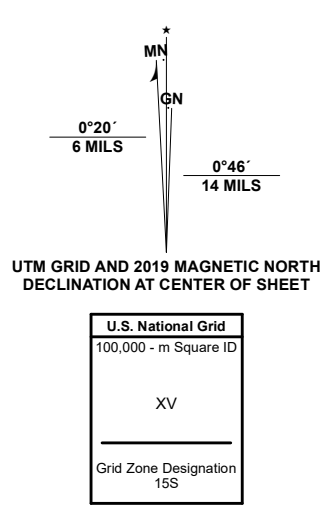 MN
GN
0°20´
6 MILS
0°46´
14 MILS
UTM GRID AND 2019 MAGNETIC NORTH
DECLINATION AT CENTER OF SHEET
U.S. National Grid
100,000 - m Square ID
XV
Grid Zone Designation
15S